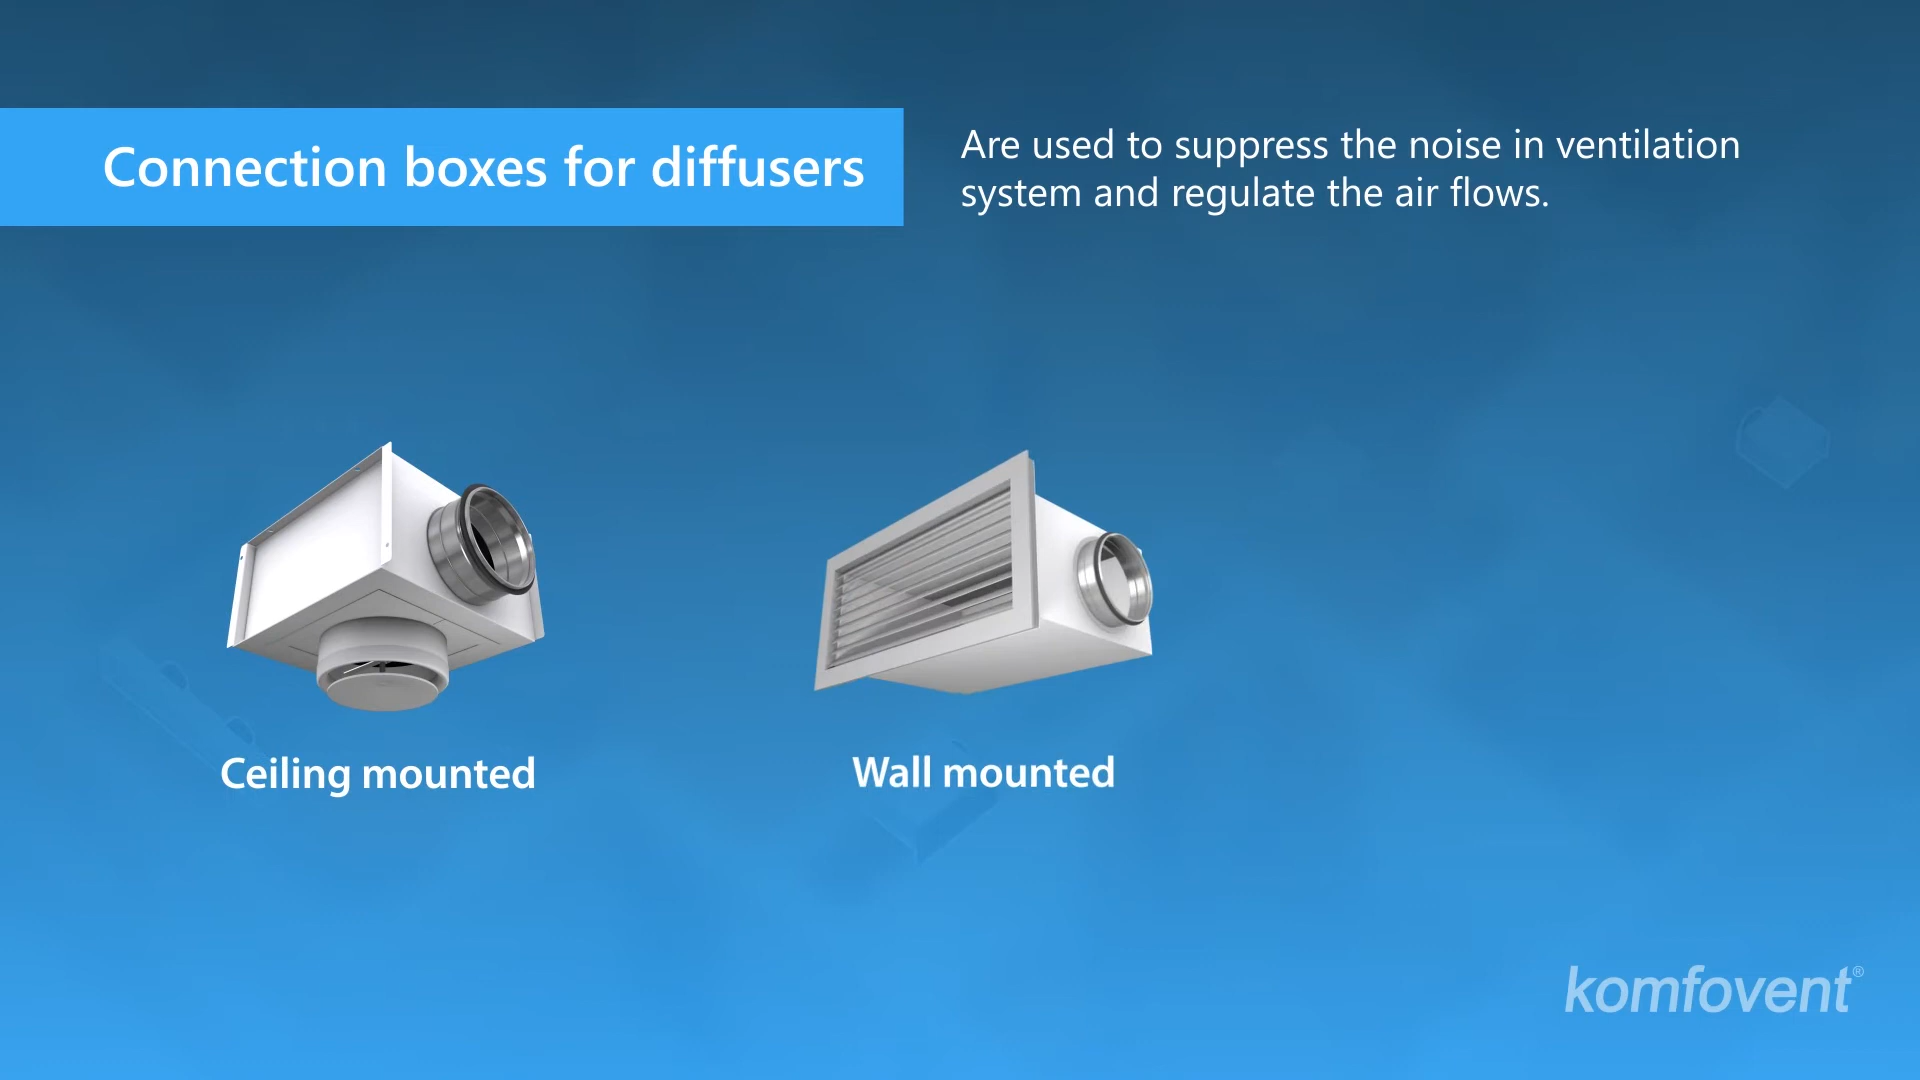 Connection boxes for diffusers
Are used to suppress the noise in ventilation
system and regulate the air flows.
Ceiling mounted
Wall mounted
komfovent®